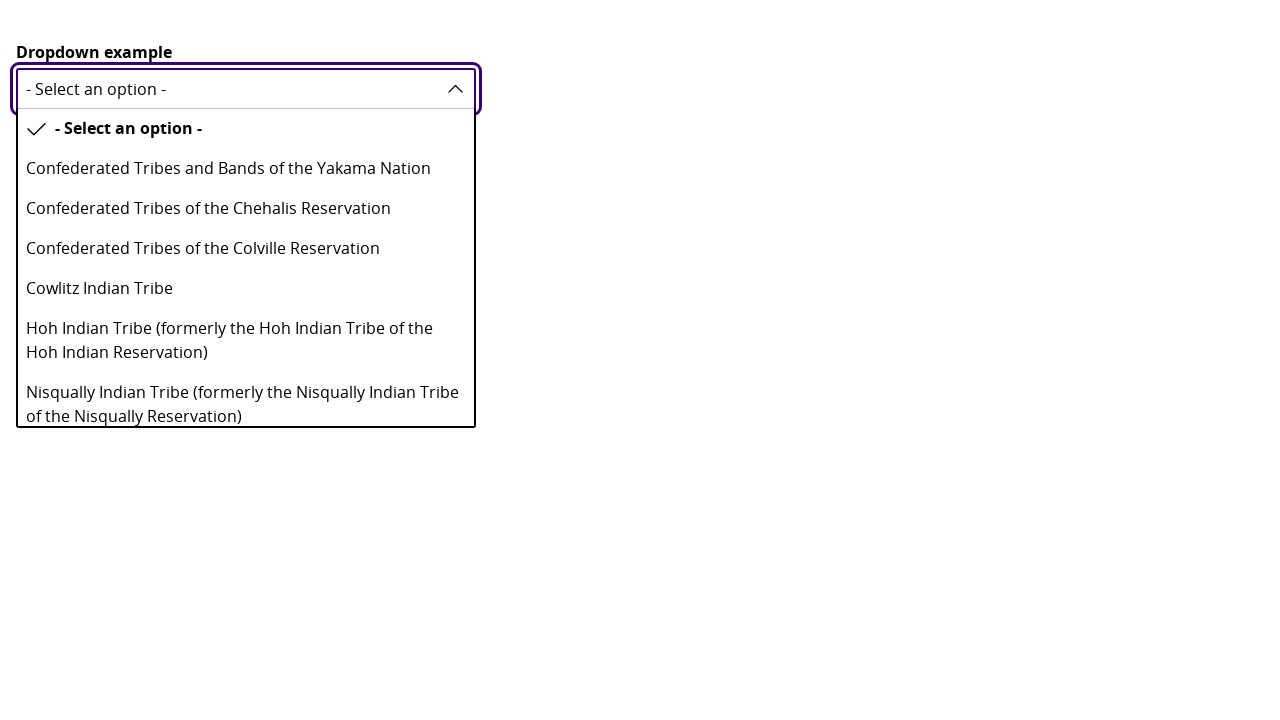 Dropdown example
- Select an option -
- Select an option -
Confederated Tribes and Bands of the Yakama Nation
Confederated Tribes of the Chehalis Reservation
Confederated Tribes of the Colville Reservation
Cowlitz Indian Tribe
Hoh Indian Tribe (formerly the Hoh Indian Tribe of the
Hoh Indian Reservation)
Nisqually Indian Tribe (formerly the Nisqually Indian Tribe
of the Nisqually Reservation)